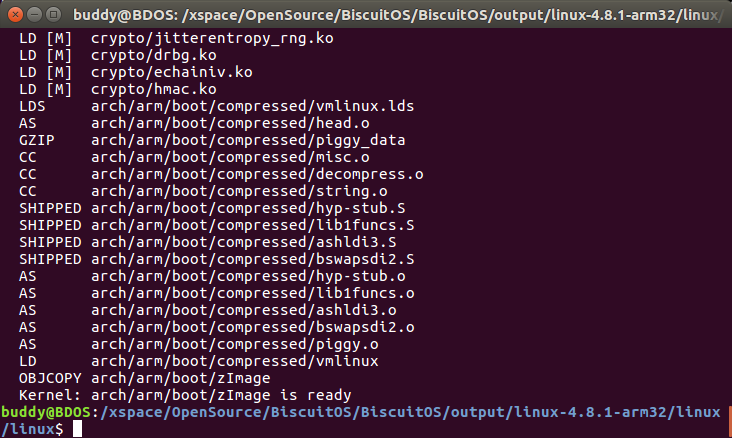 buddy@BDOS: /xspace/OpenSource/BiscuitOS/BiscuitOS/output/linux-4.8.1-arm32/linux/
LD [M] crypto/jitterentropy_rng.ko
LD [M] crypto/drbg.ko
LD [M] crypto/echainiv.ko
LD [M] crypto/hmac.ko
LDS arch/arm/boot/compressed/vmlinux.lds
AS arch/arm/boot/compressed/head.o
GZIP arch/arm/boot/compressed/piggy_data
CC arch/arm/boot/compressed/misc.o
CC arch/arm/boot/compressed/decompress.o
CC arch/arm/boot/compressed/string.o
SHIPPED arch/arm/boot/compressed/hyp-stub.S
SHIPPED arch/arm/boot/compressed/lib1funcs.S
SHIPPED arch/arm/boot/compressed/ashldi3.S
SHIPPED arch/arm/boot/compressed/bswapsdi2.S
AS arch/arm/boot/compressed/hyp-stub.o
AS arch/arm/boot/compressed/lib1funcs.o
AS arch/arm/boot/compressed/ashldi3.o
AS arch/arm/boot/compressed/bswapsdi2.o
AS arch/arm/boot/compressed/piggy.o
LD arch/arm/boot/compressed/vmlinux
OBJCOPY arch/arm/boot/zImage
Kernel: arch/arm/boot/zImage is ready
buddy@BDOS:/xspace/OpenSource/BiscuitOS/BiscuitOS/output/linux-4.8.1-arm32/linux
/linux$